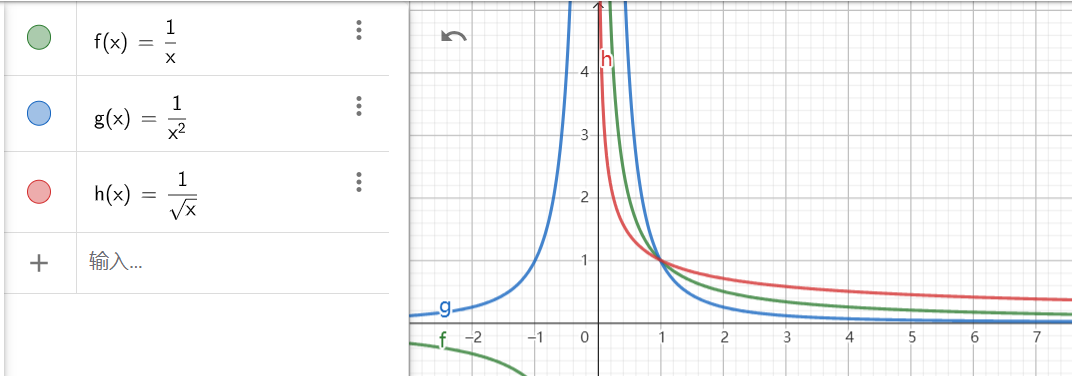 f(x) = 1/x
g(x) = 1/x²
h(x) = 1/√x
+ 输入...
h
4
3
2
1
g
f
−2 −1 0 1 2 3 4 5 6 7